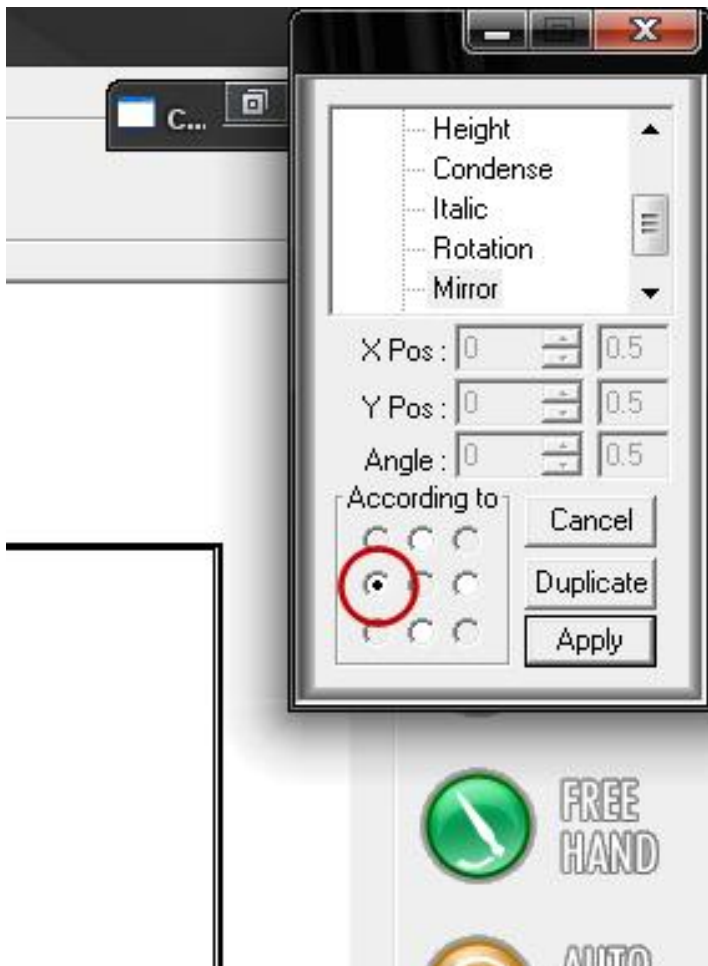 C...
Height
Condense
Italic
Rotation
Mirror
X Pos : 0 0.5
Y Pos : 0 0.5
Angle : 0 0.5
According to
Cancel
Duplicate
Apply
FREE
HAND
AUTO